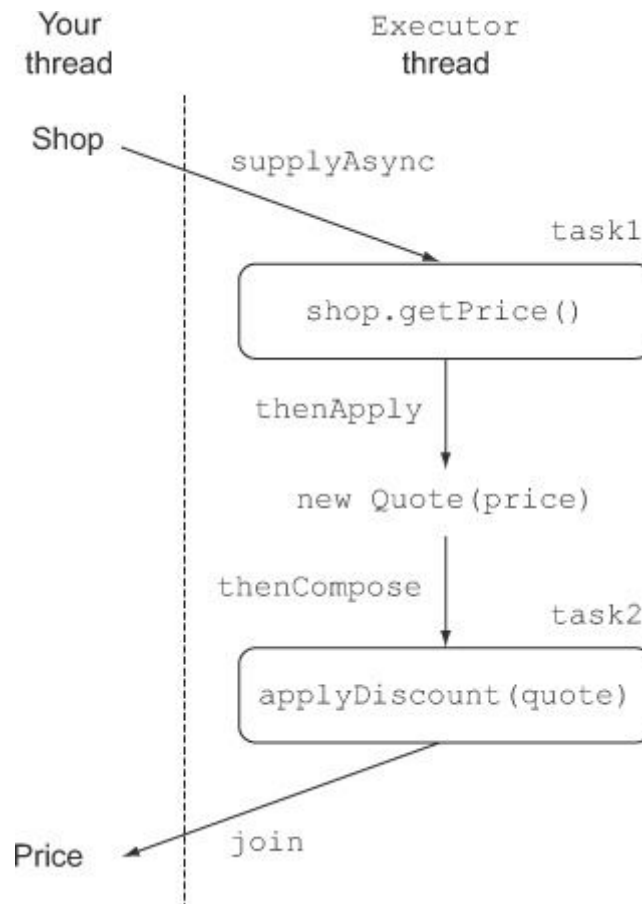 Your
thread
Executor
thread
Shop
supplyAsync
task1
shop.getPrice()
thenApply
new Quote(price)
thenCompose
task2
applyDiscount(quote)
join
Price